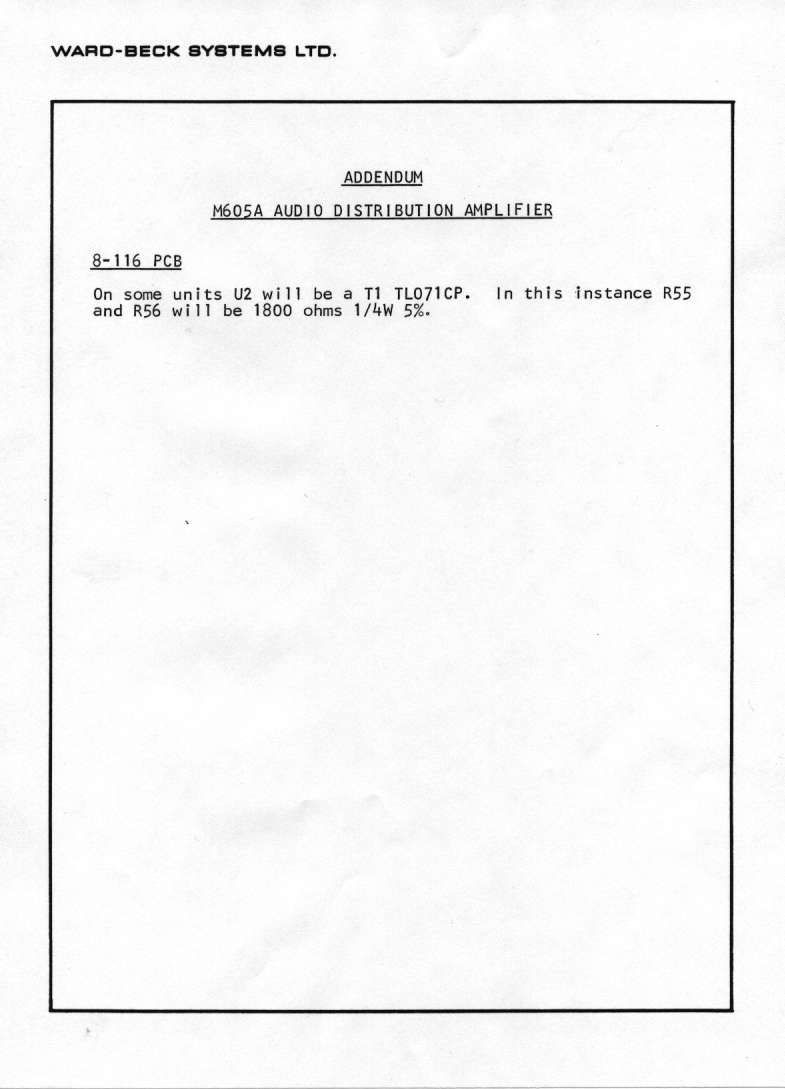 WARD-BECK SYSTEMS LTD.
ADDENDUM
M605A AUDIO DISTRIBUTION AMPLIFIER
8-116 PCB
On some units U2 will be a T1 TL071CP. In this instance R55
and R56 will be 1800 ohms 1/4W 5%.